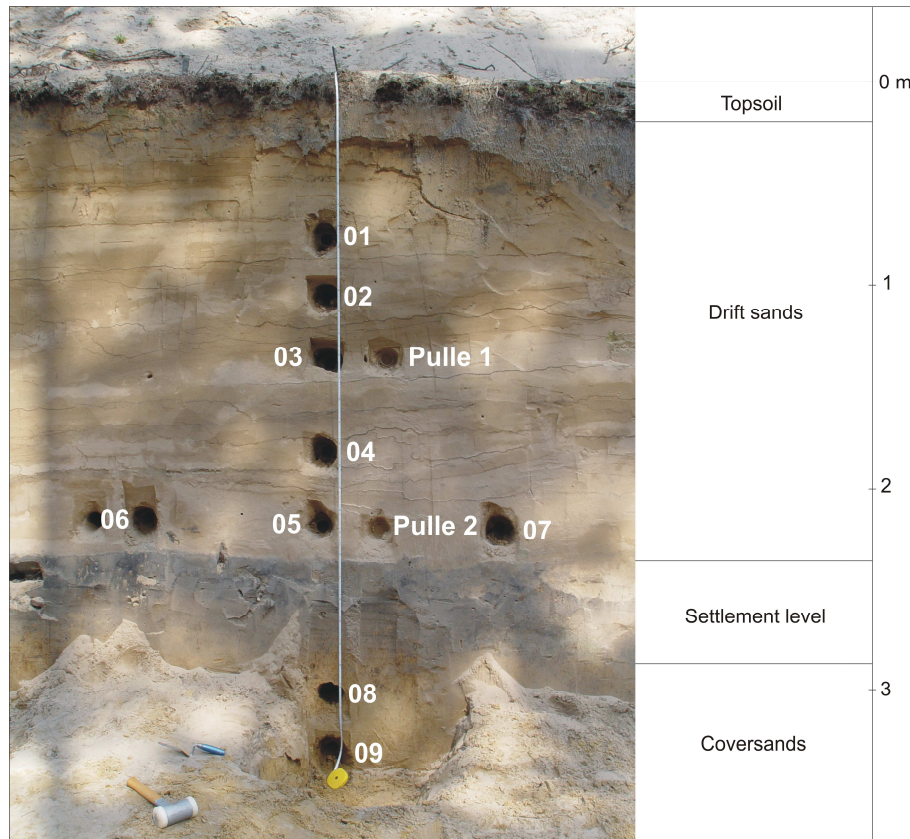 0 m
Topsoil
01
1
02
Drift sands
03
Pulle 1
04
2
06
05
Pulle 2
07
Settlement level
08
3
09
Coversands